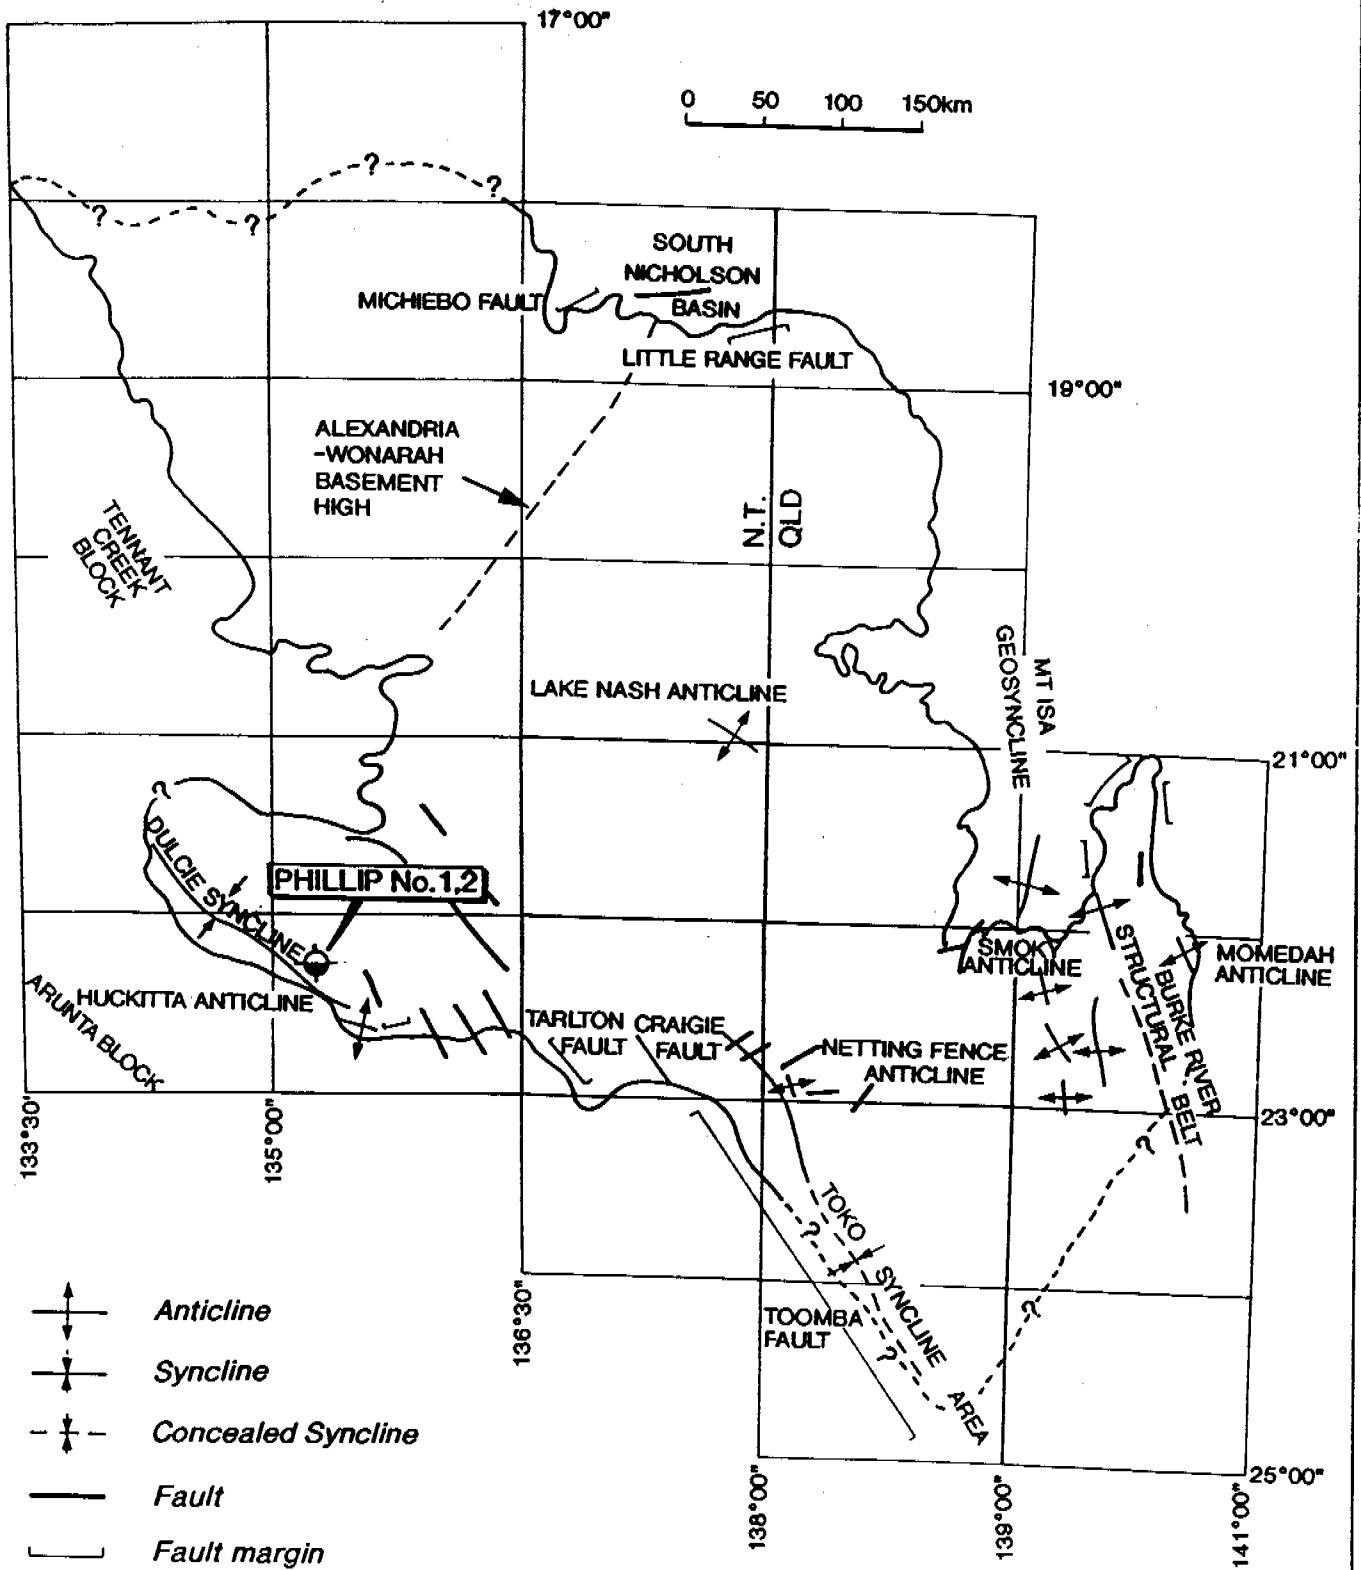 17°00"
0 50 100 150km
?
?
?
?
SOUTH
NICHOLSON
BASIN
MICHIEBO FAULT
LITTLE RANGE FAULT
19°00"
ALEXANDRIA
-WONARAH
BASEMENT
HIGH
N.T.
QLD
TENNANT
CREEK
BLOCK
MT ISA
GEOSYNCLINE
LAKE NASH ANTICLINE
21°00"
?
DULCIE SYNCLINE
PHILLIP No.1,2
SMOK
ANTICLINE
MOMEDAH
ANTICLINE
BURKE RIVER
STRUCTURAL BELT
HUCKITTA ANTICLINE
ARUNTA BLOCK
TARLTON
FAULT
CRAIGIE
FAULT
NETTING FENCE
ANTICLINE
23°00"
133°30'
135°00"
?
?
TOKO SYNCLINE AREA
?
?
TOOMBA
FAULT
136°30"
138°00"
139°00"
141°00"
25°00"
Anticline
Syncline
Concealed Syncline
Fault
Fault margin